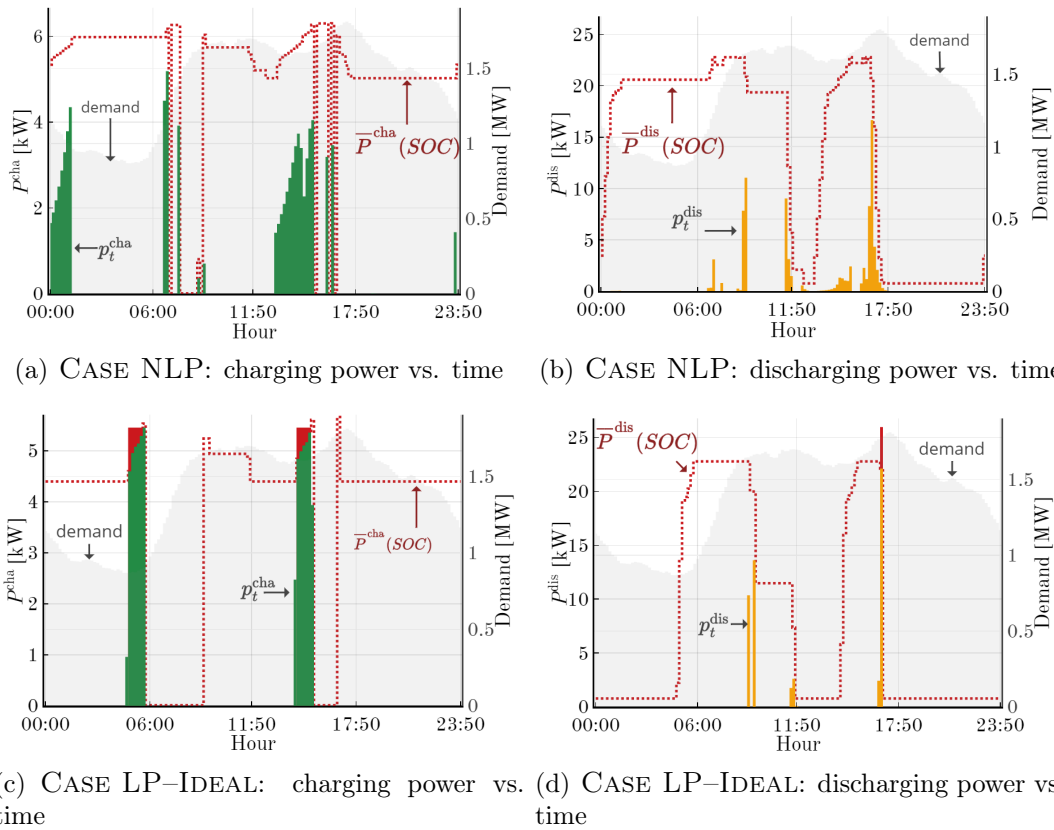 6
4
2
0
P^cha [kW]
demand
p_t^cha
P̅^cha(SOC)
1.5
1
0.5
0
Demand [MW]
00:00 06:00 11:50 17:50 23:50
Hour
(a) CASE NLP: charging power vs. time
25
20
15
10
5
0
P^dis [kW]
demand
P̅^dis(SOC)
p_t^dis
1.5
1
0.5
0
Demand [MW]
00:00 06:00 11:50 17:50 23:50
Hour
(b) CASE NLP: discharging power vs. time
5
4
3
2
1
0
P^cha [kW]
demand
p_t^cha
P̅^cha(SOC)
1.5
1
0.5
0
Demand [MW]
00:00 06:00 11:50 17:50 23:50
Hour
(c) CASE LP–IDEAL: charging power vs.
time
25
20
15
10
5
0
P^dis [kW]
P̅^dis(SOC)
demand
p_t^dis
1.5
1
0.5
0
Demand [MW]
00:00 06:00 11:50 17:50 23:50
Hour
(d) CASE LP–IDEAL: discharging power vs.
time